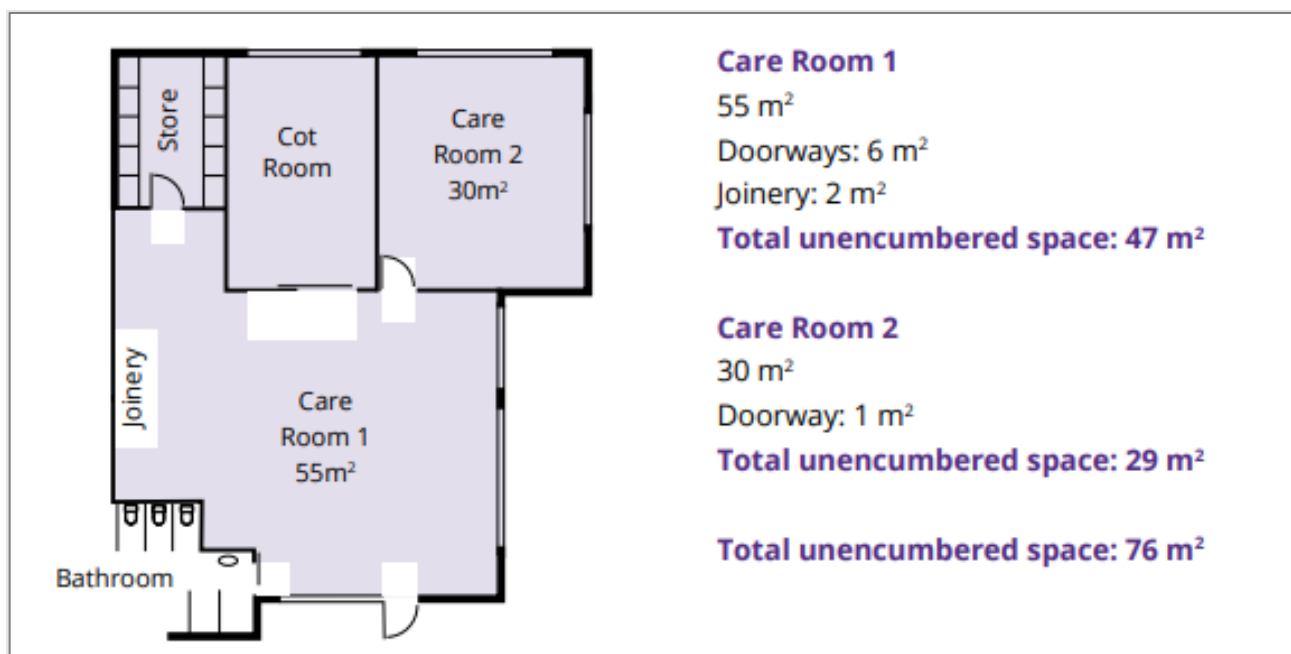 Store
Cot
Room
Care
Room 2
30m²
Joinery
Care
Room 1
55m²
Bathroom
Care Room 1
55 m²
Doorways: 6 m²
Joinery: 2 m²
Total unencumbered space: 47 m²
Care Room 2
30 m²
Doorway: 1 m²
Total unencumbered space: 29 m²
Total unencumbered space: 76 m²